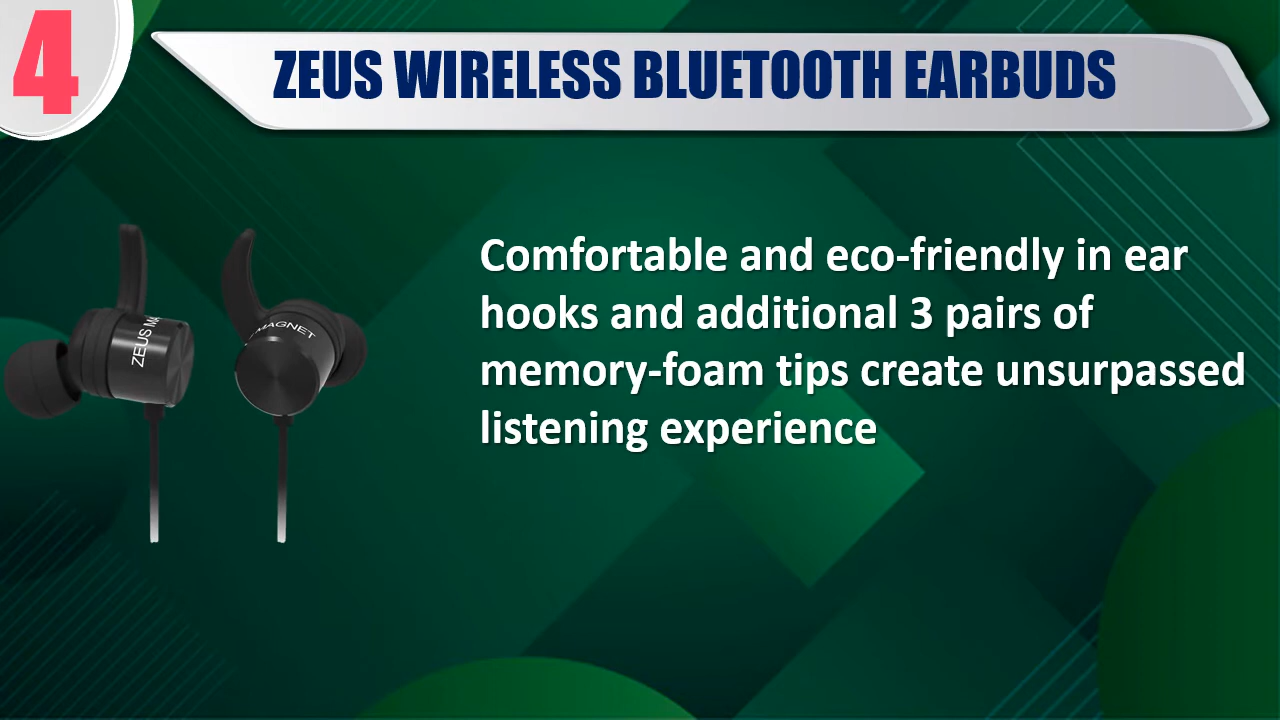 4
ZEUS WIRELESS BLUETOOTH EARBUDS
Comfortable and eco-friendly in ear
hooks and additional 3 pairs of
memory-foam tips create unsurpassed
listening experience
ZEUS MA
MAGNET